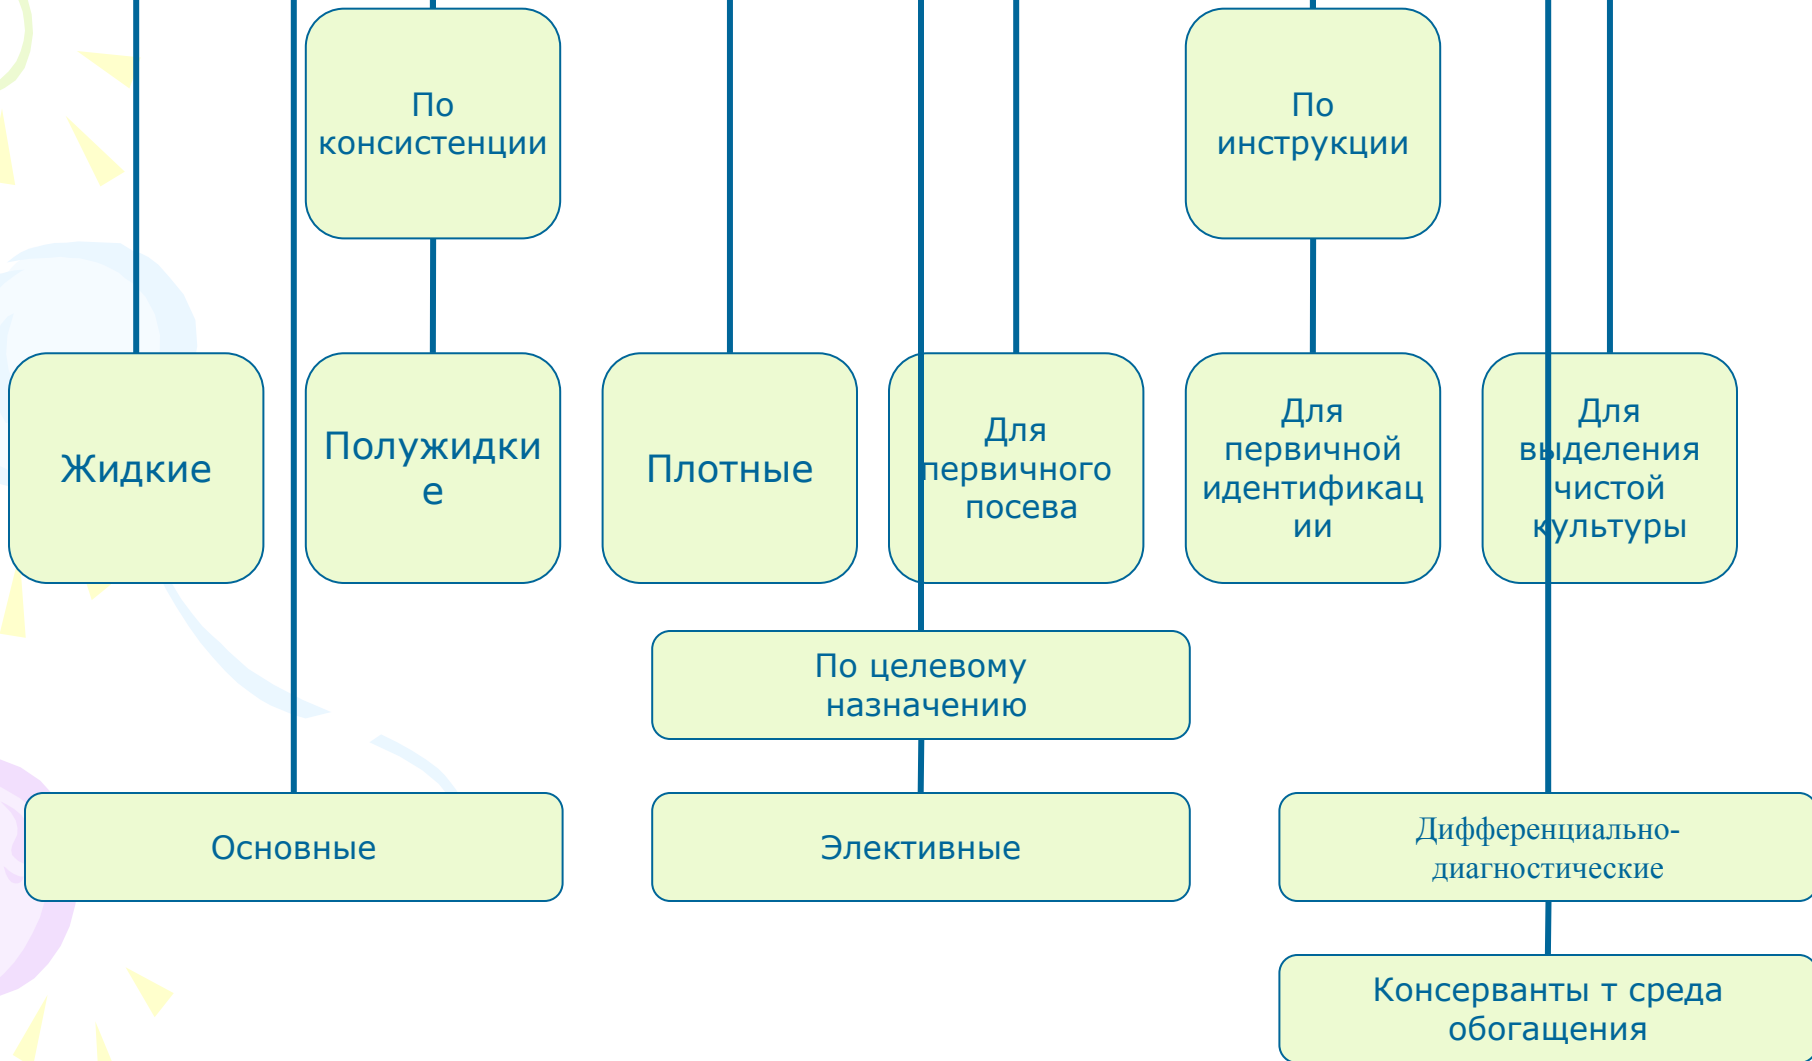 По
консистенции
По
инструкции
Жидкие
Полужидки
е
Плотные
Для
первичного
посева
Для
первичной
идентификац
ии
Для
выделения
чистой
культуры
По целевому
назначению
Основные
Элективные
Дифференциально-
диагностические
Консерванты т среда
обогащения